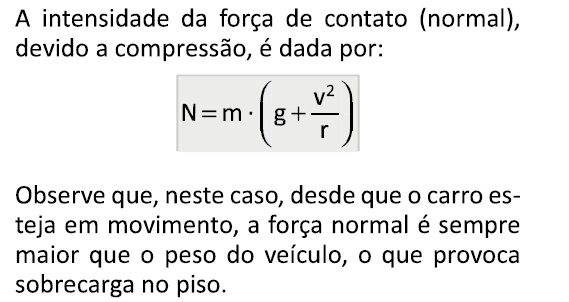 A intensidade da força de contato (normal),
devido a compressão, é dada por:
N = m · (g + v²/r)
Observe que, neste caso, desde que o carro es-
teja em movimento, a força normal é sempre
maior que o peso do veículo, o que provoca
sobrecarga no piso.